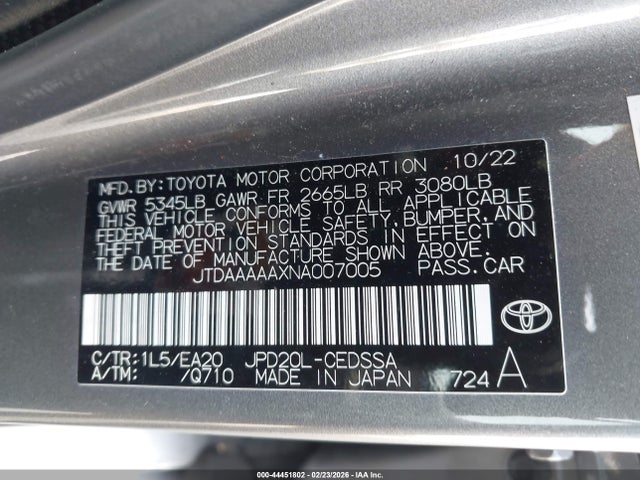 MFD.BY:TOYOTA MOTOR CORPORATION 10/22
GVWR 5345LB GAWR FR 2665LB RR 3080LB
THIS VEHICLE CONFORMS TO ALL APPLICABLE
FEDERAL MOTOR VEHICLE SAFETY, BUMPER, AND
THEFT PREVENTION STANDARDS IN EFFECT ON
THE DATE OF MANUFACTURE SHOWN ABOVE.
JTDAAAAAXNA007005 PASS.CAR
C/TR:1L5/EA20 JPD20L-CEDSSA
A/TM: /Q710 MADE IN JAPAN 724 A
000-44451802 - 02/23/2026 - IAA Inc.